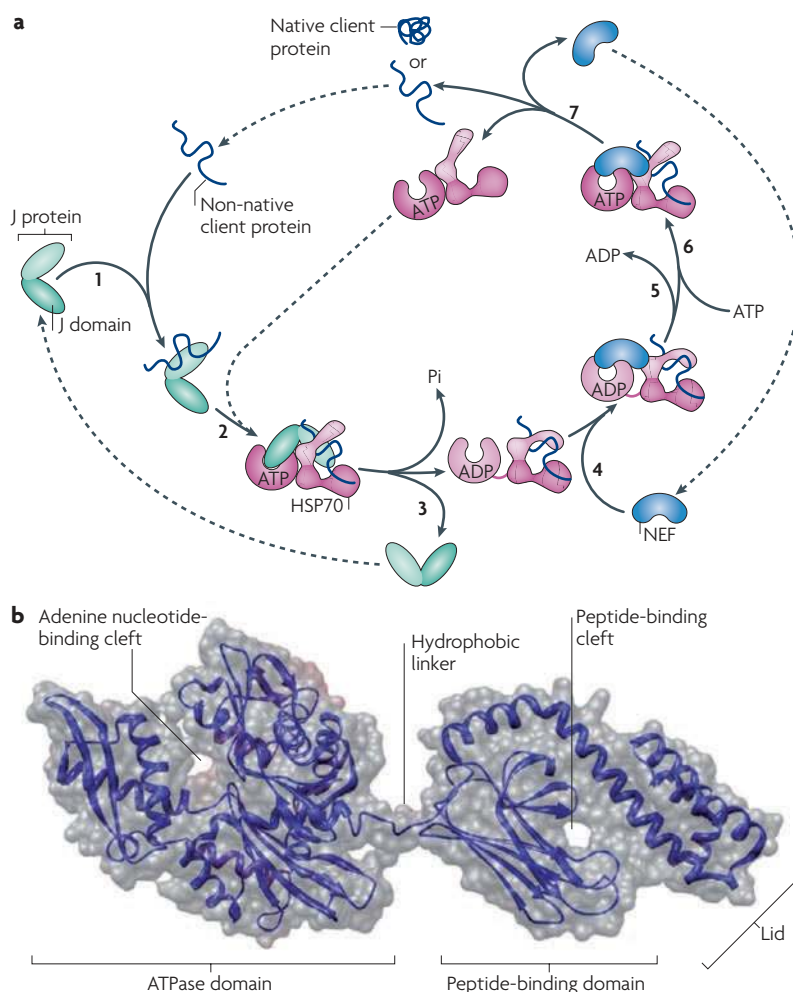 a
Native client
protein
or
7
Non-native
client protein
ATP
ATP
J protein
1
J domain
ADP
6
5
ATP
2
Pi
ADP
ATP
HSP70
ADP
4
3
NEF
b
Adenine nucleotide-
binding cleft
Hydrophobic
linker
Peptide-binding
cleft
Lid
ATPase domain
Peptide-binding domain